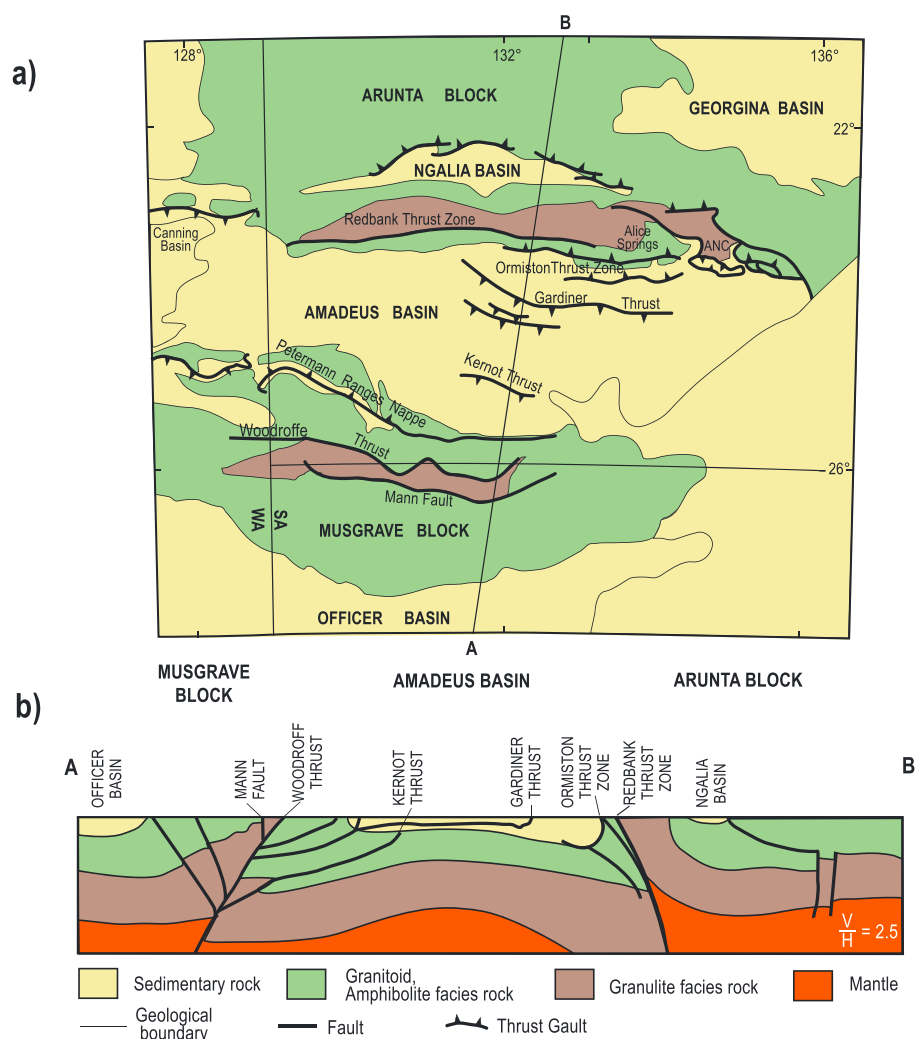 a)
B
128°
132°
136°
ARUNTA BLOCK
GEORGINA BASIN
22°
NGALIA BASIN
Redbank Thrust Zone
Alice
Springs
ANC
Canning
Basin
Ormiston Thrust Zone
Gardiner Thrust
AMADEUS BASIN
Kernot Thrust
Petermann Ranges Nappe
Woodroffe
Thrust
26°
Mann Fault
WA
SA
MUSGRAVE BLOCK
OFFICER BASIN
A
MUSGRAVE
BLOCK
AMADEUS BASIN
ARUNTA BLOCK
b)
A
OFFICER
BASIN
MANN
FAULT
WOODROFF
THRUST
KERNOT
THRUST
GARDINER
THRUST
ORMISTON
THRUST
ZONE
REDBANK
THRUST
ZONE
NGALIA
BASIN
B
V
H = 2.5
Sedimentary rock
Granitoid,
Amphibolite facies rock
Granulite facies rock
Mantle
Geological
boundary
Fault
Thrust Gault